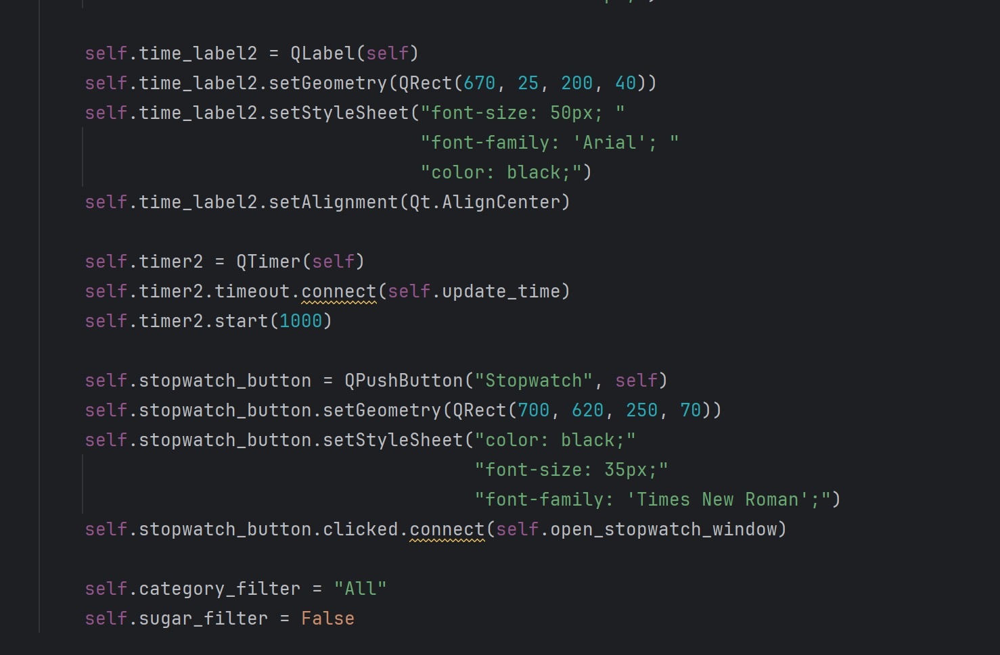 self.time_label2 = QLabel(self)
self.time_label2.setGeometry(QRect(670, 25, 200, 40))
self.time_label2.setStyleSheet("font-size: 50px; "
"font-family: 'Arial'; "
"color: black;")
self.time_label2.setAlignment(Qt.AlignCenter)
self.timer2 = QTimer(self)
self.timer2.timeout.connect(self.update_time)
self.timer2.start(1000)
self.stopwatch_button = QPushButton("Stopwatch", self)
self.stopwatch_button.setGeometry(QRect(700, 620, 250, 70))
self.stopwatch_button.setStyleSheet("color: black;"
"font-size: 35px;"
"font-family: 'Times New Roman';")
self.stopwatch_button.clicked.connect(self.open_stopwatch_window)
self.category_filter = "All"
self.sugar_filter = False